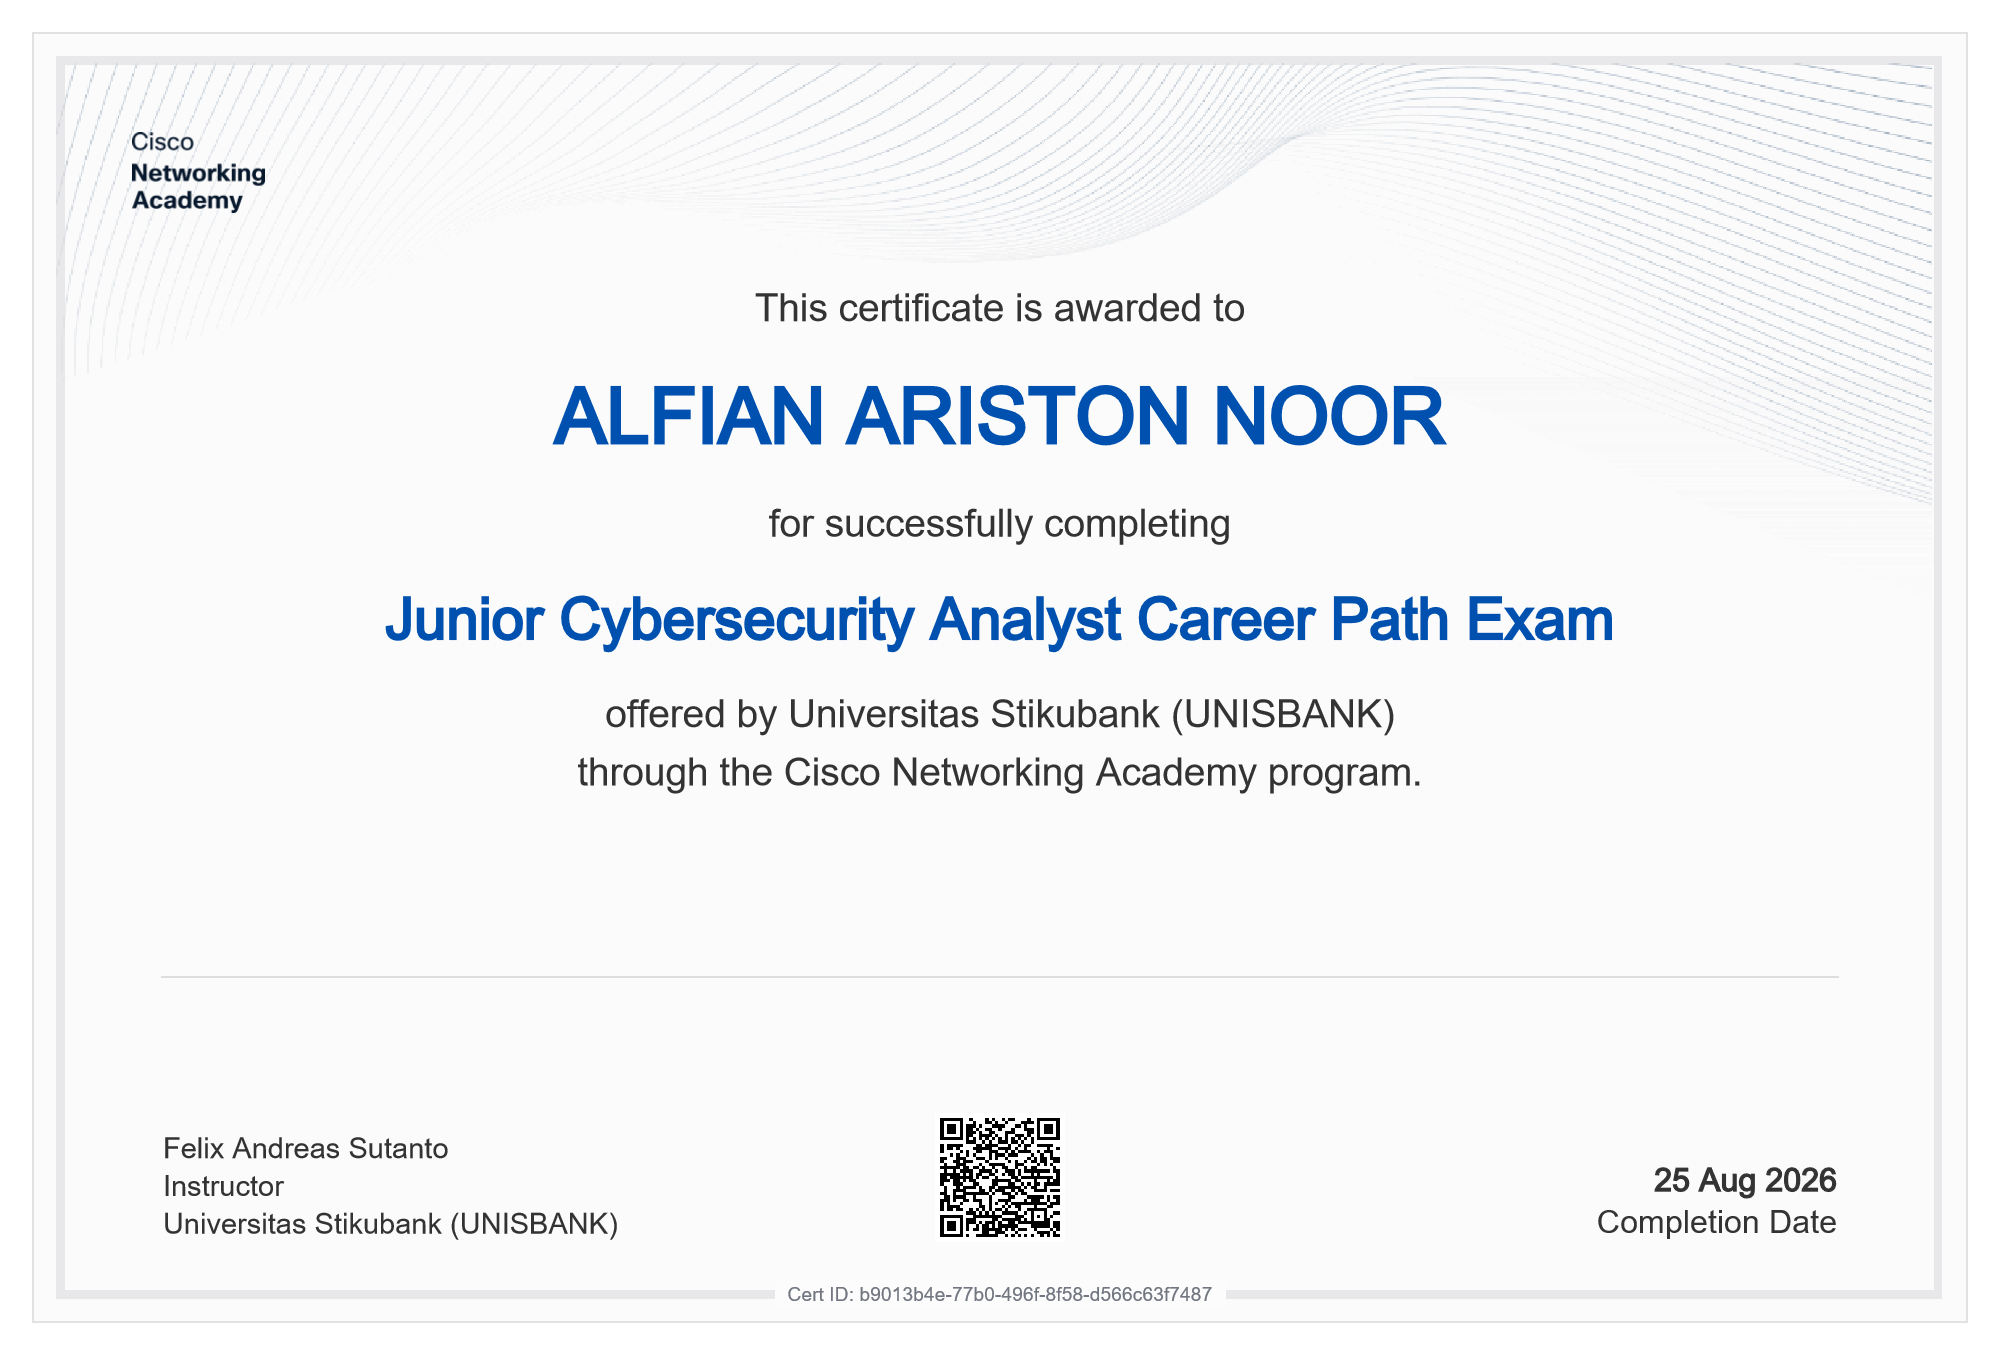 Cisco
Networking
Academy
This certificate is awarded to
ALFIAN ARISTON NOOR
for successfully completing
Junior Cybersecurity Analyst Career Path Exam
offered by Universitas Stikubank (UNISBANK)
through the Cisco Networking Academy program.
Felix Andreas Sutanto
Instructor
Universitas Stikubank (UNISBANK)
25 Aug 2026
Completion Date
Cert ID: b9013b4e-77b0-496f-8f58-d566c63f7487